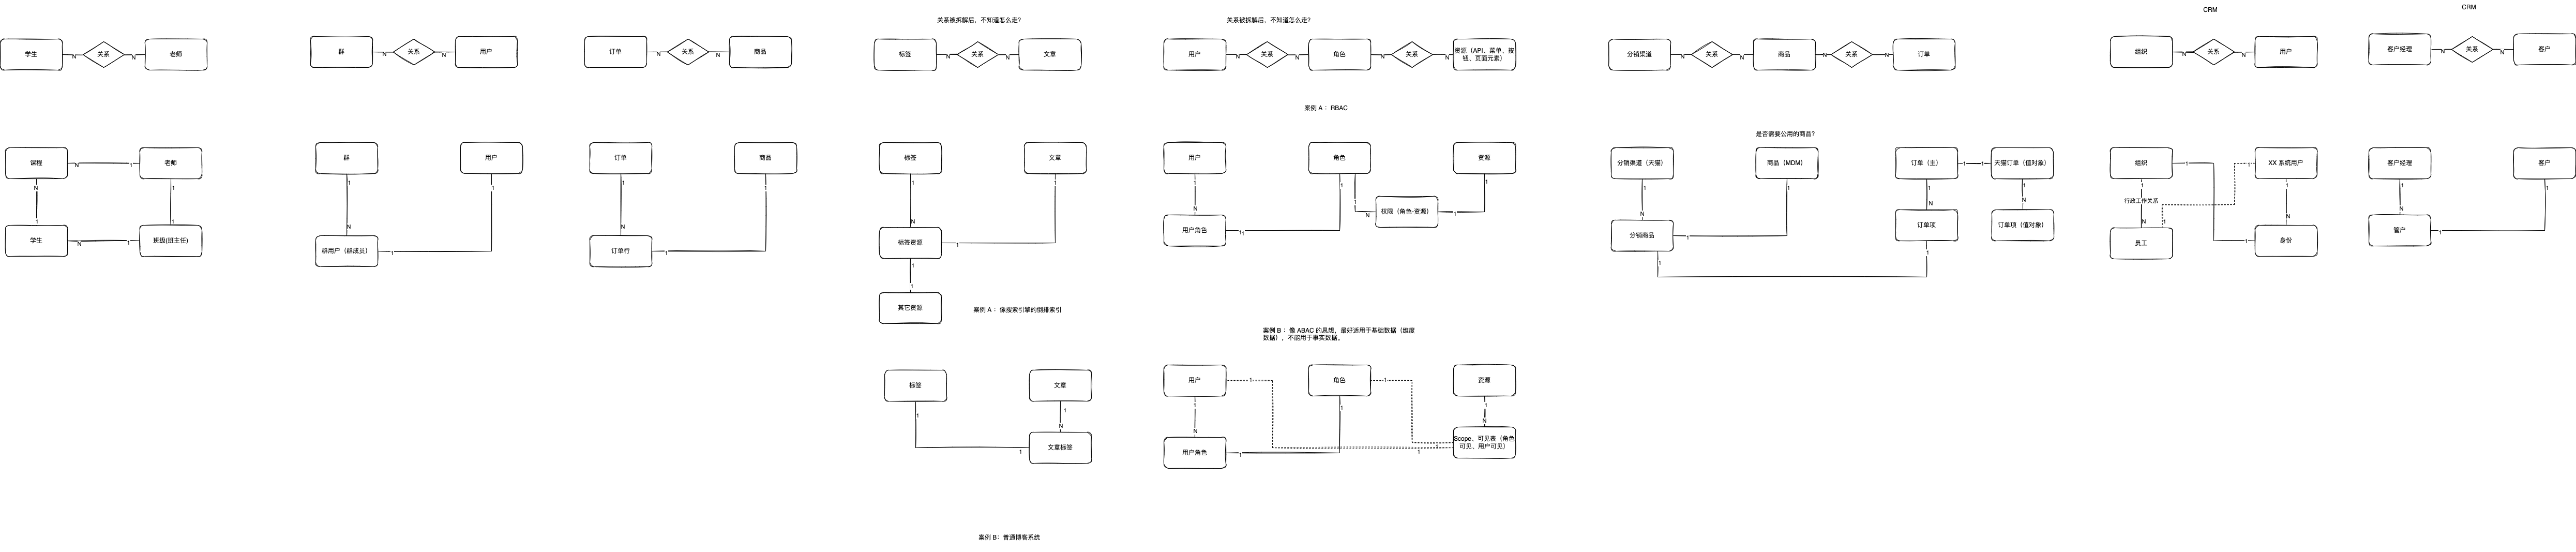 学生
N
关系
N
老师
课程
N
1
老师
N
1
1
1
学生
N
1
班级(班主任)
群
N
关系
N
用户
群
用户
1
1
N
群用户（群成员）
1
订单
N
关系
N
商品
订单
商品
1
1
N
订单行
1
关系被拆解后，不知道怎么走?
标签
N
关系
N
文章
标签
文章
1
1
N
标签资源
1
1
1
其它资源
案例 A ：像搜索引擎的倒排索引
标签
文章
1
1
N
文章标签
1
案例 B：普通博客系统
关系被拆解后，不知道怎么走?
用户
N
关系
N
角色
N
关系
N
资源（API、菜单、按
钮、页面元素）
案例 A ： RBAC
用户
角色
资源
1
1
1
1
N
权限（角色-资源）
N
1
用户角色
1
1
案例 B ：像 ABAC 的思想，最好适用于基础数据（维度
数据），不能用于事实数据。
用户
1
角色
1
资源
1
1
1
N
N
Scope、可见表（角色
可见、用户可见）
1
1
用户角色
1
分销渠道
N
关系
N
商品
N
关系
N
订单
是否需要公用的商品?
分销渠道（天猫）
商品（MDM）
订单（主）
1
1
天猫订单（值对象）
1
1
1
1
N
N
N
分销商品
1
订单项
订单项（值对象）
1
1
CRM
组织
N
关系
N
用户
组织
1
1
XX 系统用户
1
1
行政工作关系
N
1
N
员工
1
身份
CRM
客户经理
N
关系
N
客户
客户经理
客户
1
1
N
管户
1